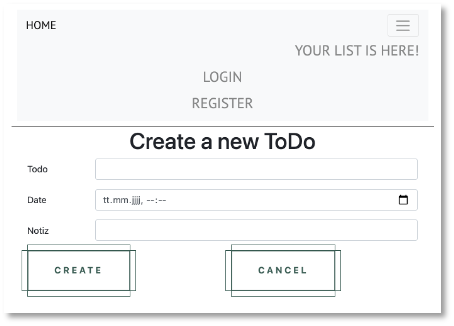 HOME
YOUR LIST IS HERE!
LOGIN
REGISTER
Create a new ToDo
Todo
Date tt.mm.jjjj, --:--
Notiz
CREATE CANCEL